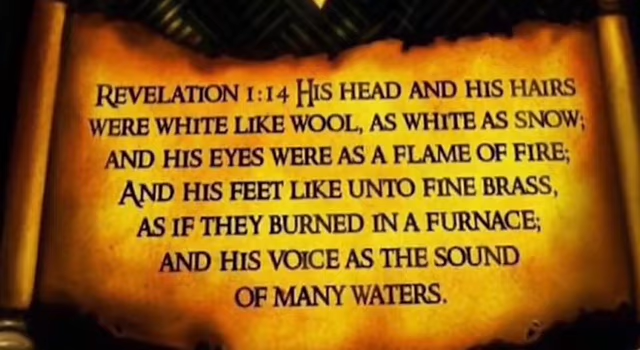 Revelation 1:14 His head and his hairs
were white like wool, as white as snow;
and his eyes were as a flame of fire;
And his feet like unto fine brass,
as if they burned in a furnace;
and his voice as the sound
of many waters.